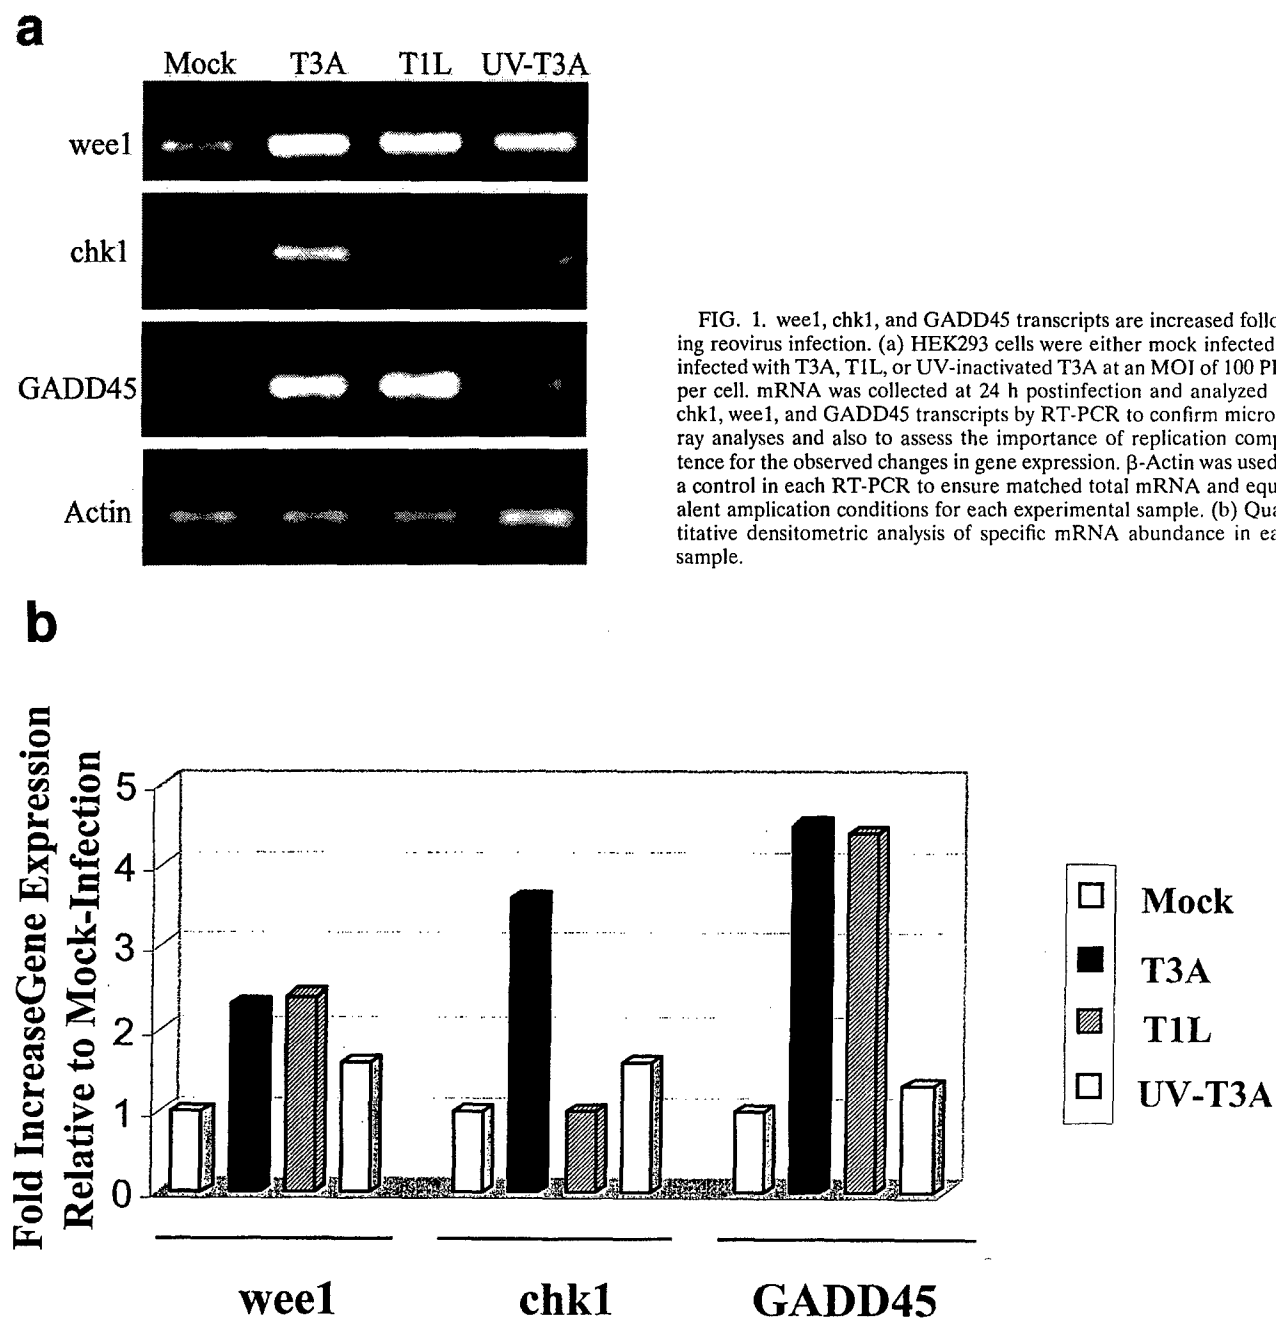 a
Mock T3A T1L UV-T3A
wee1
chk1
GADD45
Actin
FIG. 1. wee1, chk1, and GADD45 transcripts are increased follo
ing reovirus infection. (a) HEK293 cells were either mock infected
infected with T3A, T1L, or UV-inactivated T3A at an MOI of 100 P
per cell. mRNA was collected at 24 h postinfection and analyzed
chk1, wee1, and GADD45 transcripts by RT-PCR to confirm micro
ray analyses and also to assess the importance of replication comp
tence for the observed changes in gene expression. β-Actin was used
a control in each RT-PCR to ensure matched total mRNA and equ
alent amplication conditions for each experimental sample. (b) Qua
titative densitometric analysis of specific mRNA abundance in ea
sample.
b
Fold IncreaseGene Expression
Relative to Mock-Infection
5
4
3
2
1
0
wee1 chk1 GADD45
Mock
T3A
T1L
UV-T3A